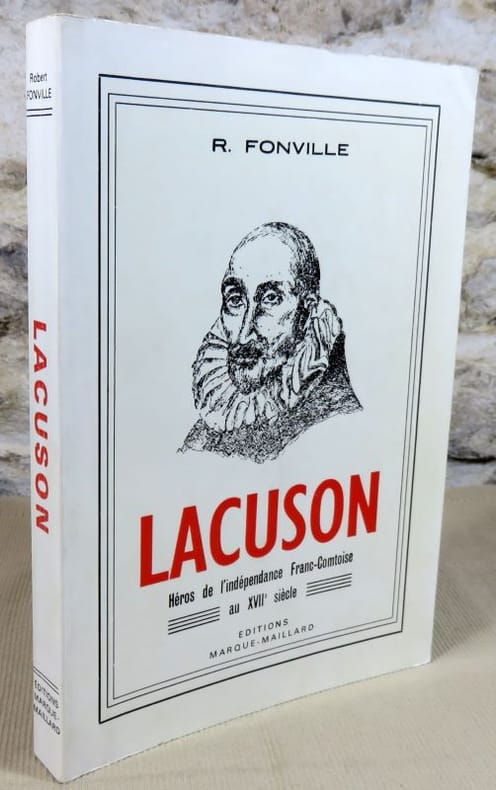 Robert
FONVILLE
LACUSON
EDITIONS
MARQUE-
MAILLARD
R. FONVILLE
LACUSON
Héros de l'indépendance Franc-Comtoise
au XVIIe siècle
EDITIONS
MARQUE-MAILLARD